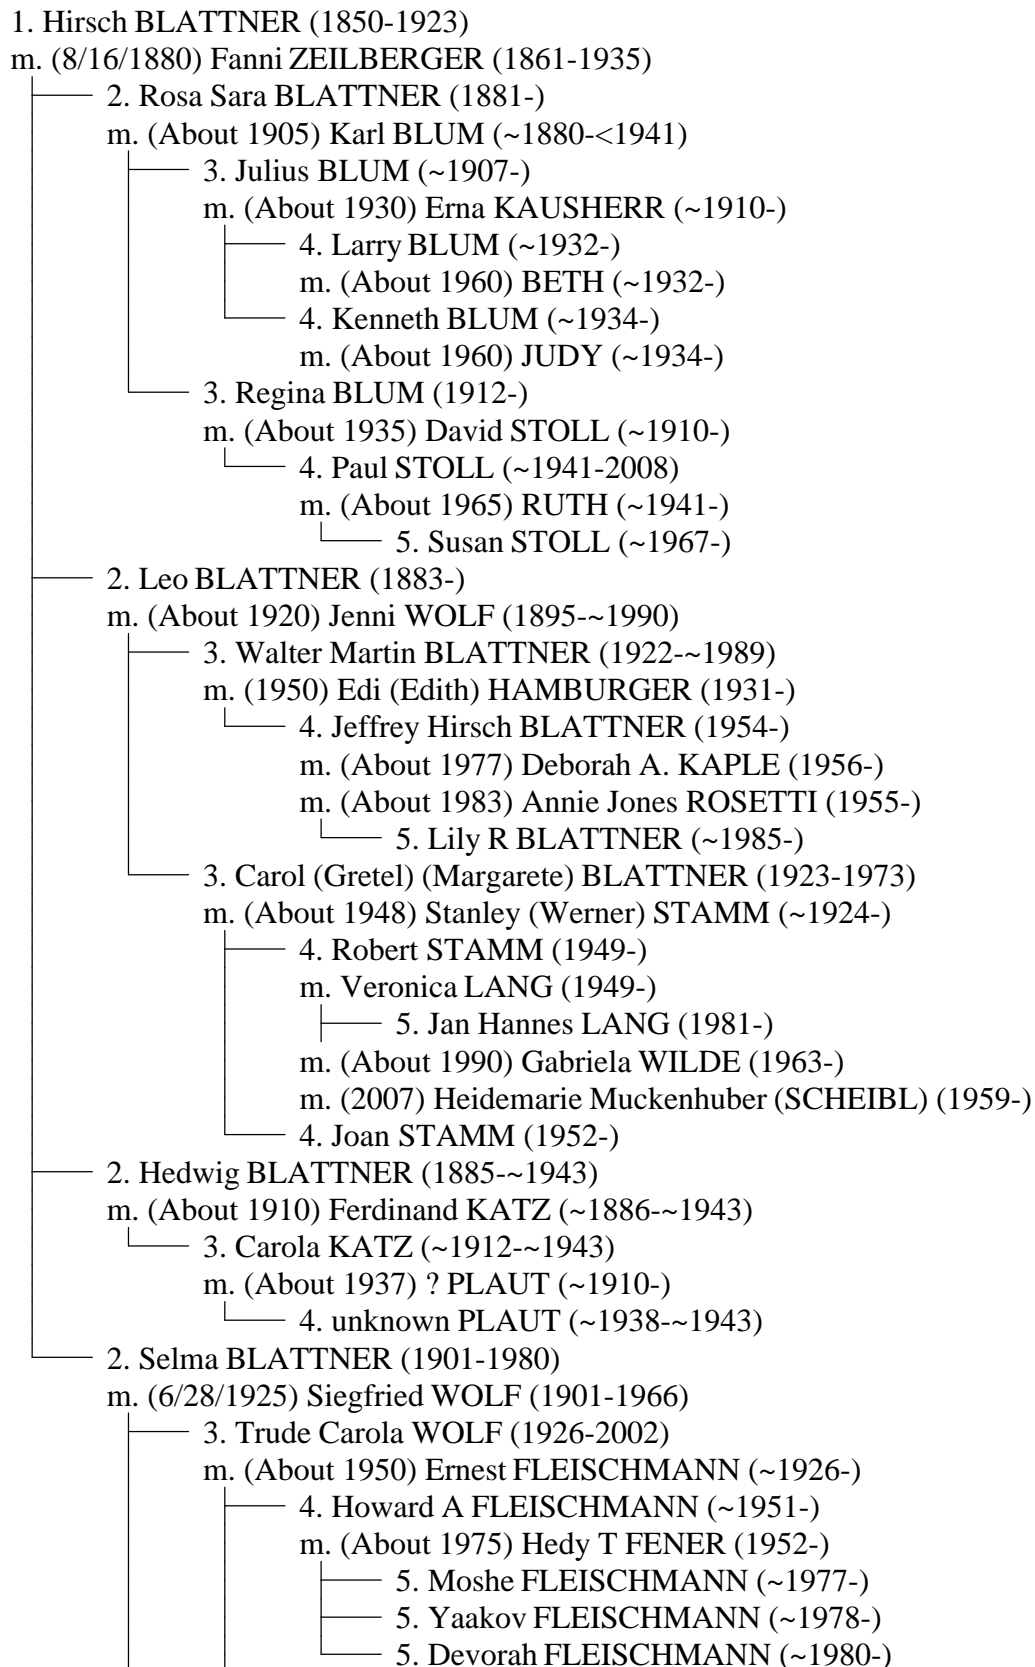 1. Hirsch BLATTNER (1850-1923)
m. (8/16/1880) Fanni ZEILBERGER (1861-1935)
2. Rosa Sara BLATTNER (1881-)
m. (About 1905) Karl BLUM (~1880-<1941)
3. Julius BLUM (~1907-)
m. (About 1930) Erna KAUSHERR (~1910-)
4. Larry BLUM (~1932-)
m. (About 1960) BETH (~1932-)
4. Kenneth BLUM (~1934-)
m. (About 1960) JUDY (~1934-)
3. Regina BLUM (1912-)
m. (About 1935) David STOLL (~1910-)
4. Paul STOLL (~1941-2008)
m. (About 1965) RUTH (~1941-)
5. Susan STOLL (~1967-)
2. Leo BLATTNER (1883-)
m. (About 1920) Jenni WOLF (1895-~1990)
3. Walter Martin BLATTNER (1922-~1989)
m. (1950) Edi (Edith) HAMBURGER (1931-)
4. Jeffrey Hirsch BLATTNER (1954-)
m. (About 1977) Deborah A. KAPLE (1956-)
m. (About 1983) Annie Jones ROSETTI (1955-)
5. Lily R BLATTNER (~1985-)
3. Carol (Gretel) (Margarete) BLATTNER (1923-1973)
m. (About 1948) Stanley (Werner) STAMM (~1924-)
4. Robert STAMM (1949-)
m. Veronica LANG (1949-)
5. Jan Hannes LANG (1981-)
m. (About 1990) Gabriela WILDE (1963-)
m. (2007) Heidemarie Muckenhuber (SCHEIBL) (1959-)
4. Joan STAMM (1952-)
2. Hedwig BLATTNER (1885-~1943)
m. (About 1910) Ferdinand KATZ (~1886-~1943)
3. Carola KATZ (~1912-~1943)
m. (About 1937) ? PLAUT (~1910-)
4. unknown PLAUT (~1938-~1943)
2. Selma BLATTNER (1901-1980)
m. (6/28/1925) Siegfried WOLF (1901-1966)
3. Trude Carola WOLF (1926-2002)
m. (About 1950) Ernest FLEISCHMANN (~1926-)
4. Howard A FLEISCHMANN (~1951-)
m. (About 1975) Hedy T FENER (1952-)
5. Moshe FLEISCHMANN (~1977-)
5. Yaakov FLEISCHMANN (~1978-)
5. Devorah FLEISCHMANN (~1980-)